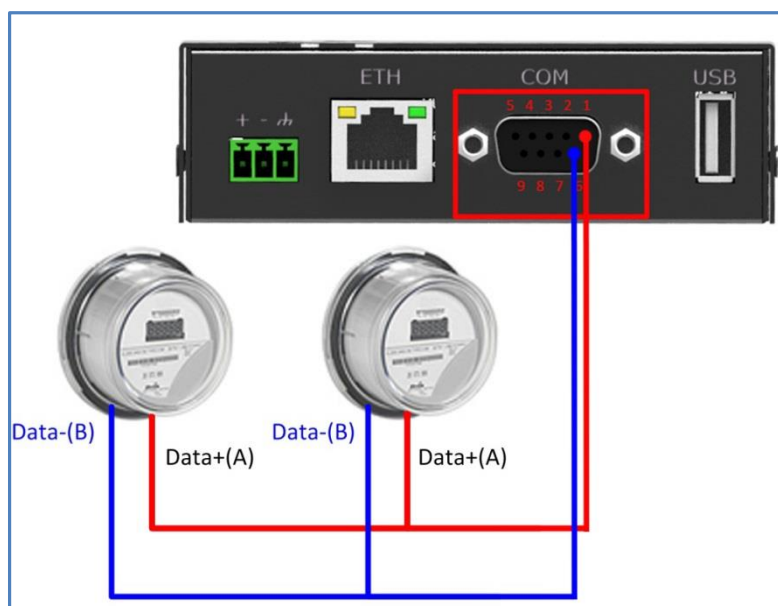 ETH COM USB
+ -
5 4 3 2 1
9 8 7 6
Data-(B) Data-(B)
Data+(A) Data+(A)